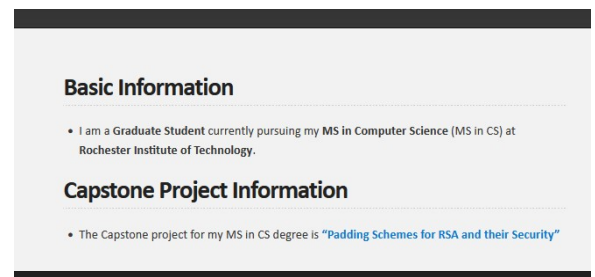 Basic Information
• I am a Graduate Student currently pursuing my MS in Computer Science (MS in CS) at
Rochester Institute of Technology.
Capstone Project Information
• The Capstone project for my MS in CS degree is “Padding Schemes for RSA and their Security”